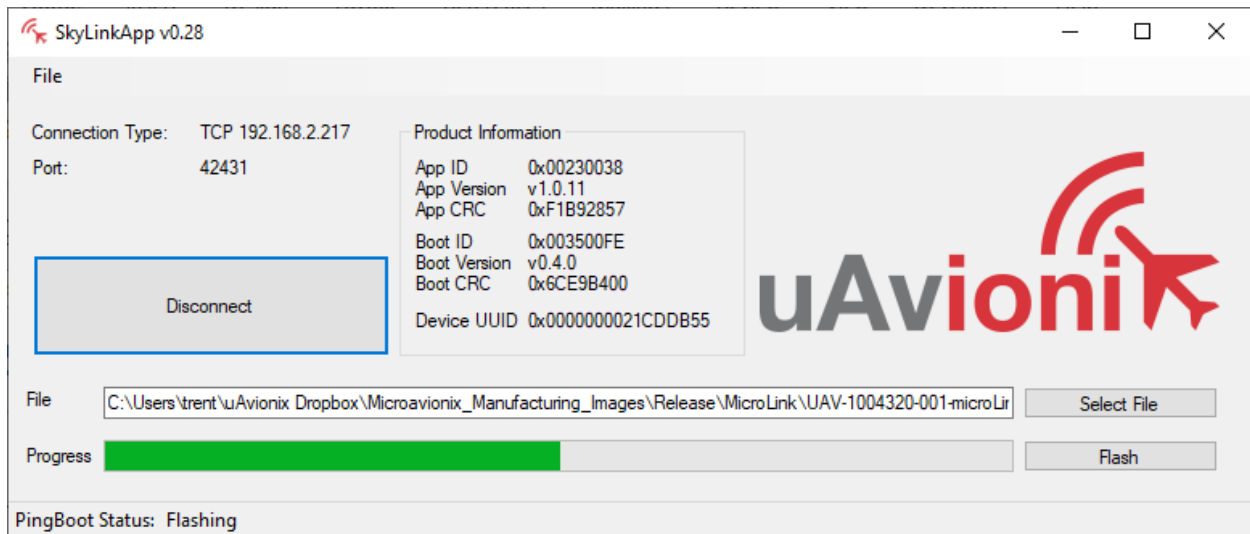 SkyLinkApp v0.28
File
Connection Type: TCP 192.168.2.217
Port: 42431
Disconnect
Product Information
App ID 0x00230038
App Version v1.0.11
App CRC 0xF1B92857
Boot ID 0x003500FE
Boot Version v0.4.0
Boot CRC 0x6CE9B400
Device UUID 0x0000000021CDDB55
uAvionix
File C:\Users\trent\uAvionix Dropbox\Microavionix_Manufacturing_Images\Release\MicroLink\UAV-1004320-001-microLin Select File
Progress Flash
PingBoot Status: Flashing